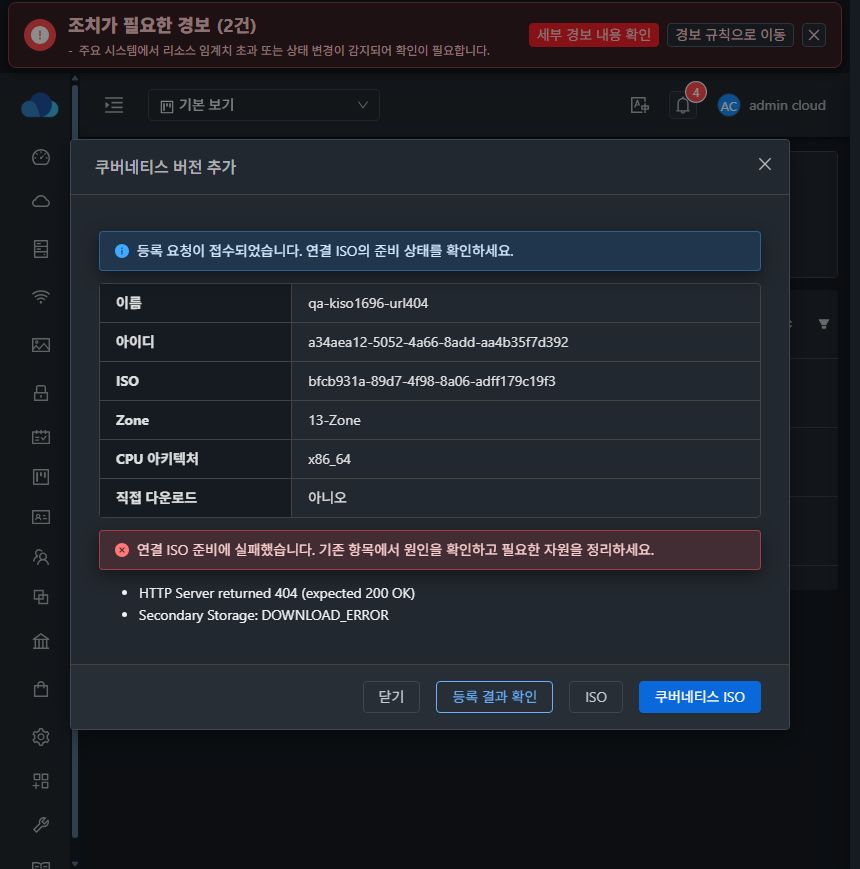 조치가 필요한 경보 (2건)
- 주요 시스템에서 리소스 임계치 초과 또는 상태 변경이 감지되어 확인이 필요합니다.
세부 경보 내용 확인
경보 규칙으로 이동
기본 보기
4
AC
admin cloud
쿠버네티스 버전 추가
등록 요청이 접수되었습니다. 연결 ISO의 준비 상태를 확인하세요.
이름 qa-kiso1696-url404
아이디 a34aea12-5052-4a66-8add-aa4b35f7d392
ISO bfcb931a-89d7-4f98-8a06-adff179c19f3
Zone 13-Zone
CPU 아키텍처 x86_64
직접 다운로드 아니오
연결 ISO 준비에 실패했습니다. 기존 항목에서 원인을 확인하고 필요한 자원을 정리하세요.
• HTTP Server returned 404 (expected 200 OK)
• Secondary Storage: DOWNLOAD_ERROR
닫기
등록 결과 확인
ISO
쿠버네티스 ISO